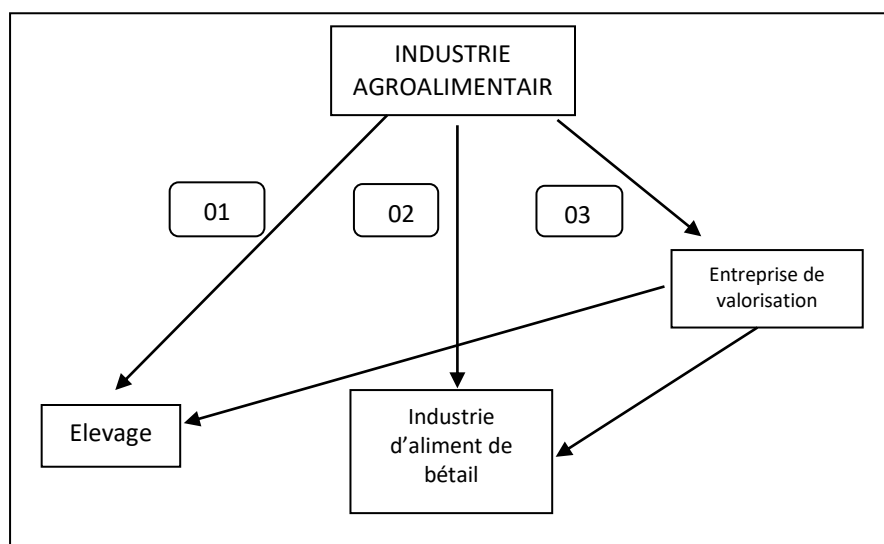 INDUSTRIE
AGROALIMENTAIR
01
02
03
Entreprise de
valorisation
Elevage
Industrie
d’aliment de
bétail